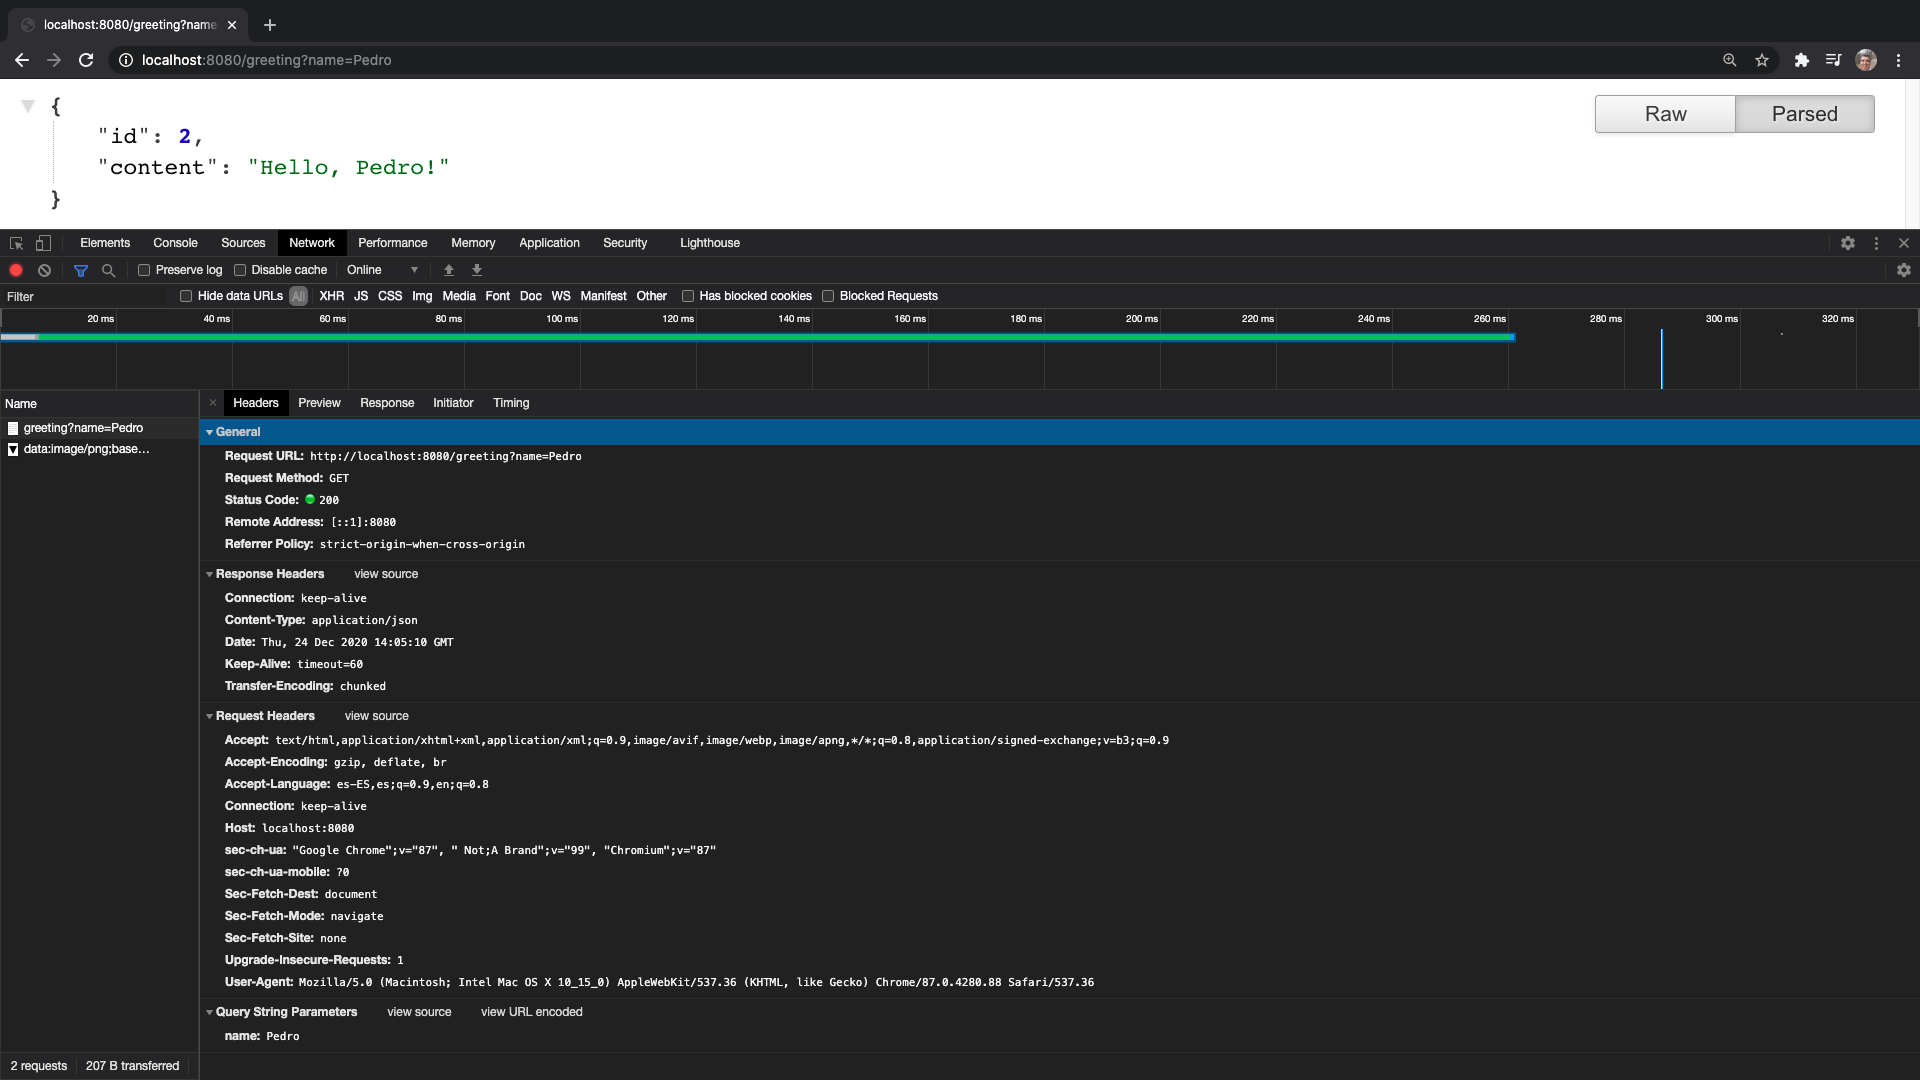 localhost:8080/greeting?name
localhost:8080/greeting?name=Pedro
{
"id": 2,
"content": "Hello, Pedro!"
}
Raw Parsed
Elements Console Sources Network Performance Memory Application Security Lighthouse
Preserve log Disable cache Online
Filter Hide data URLs All XHR JS CSS Img Media Font Doc WS Manifest Other Has blocked cookies Blocked Requests
20 ms 40 ms 60 ms 80 ms 100 ms 120 ms 140 ms 160 ms 180 ms 200 ms 220 ms 240 ms 260 ms 280 ms 300 ms 320 ms
Name
greeting?name=Pedro
data:image/png;base...
Headers Preview Response Initiator Timing
General
Request URL: http://localhost:8080/greeting?name=Pedro
Request Method: GET
Status Code: 200
Remote Address: [::1]:8080
Referrer Policy: strict-origin-when-cross-origin
Response Headers view source
Connection: keep-alive
Content-Type: application/json
Date: Thu, 24 Dec 2020 14:05:10 GMT
Keep-Alive: timeout=60
Transfer-Encoding: chunked
Request Headers view source
Accept: text/html,application/xhtml+xml,application/xml;q=0.9,image/avif,image/webp,image/apng,*/*;q=0.8,application/signed-exchange;v=b3;q=0.9
Accept-Encoding: gzip, deflate, br
Accept-Language: es-ES,es;q=0.9,en;q=0.8
Connection: keep-alive
Host: localhost:8080
sec-ch-ua: "Google Chrome";v="87", " Not;A Brand";v="99", "Chromium";v="87"
sec-ch-ua-mobile: ?0
Sec-Fetch-Dest: document
Sec-Fetch-Mode: navigate
Sec-Fetch-Site: none
Upgrade-Insecure-Requests: 1
User-Agent: Mozilla/5.0 (Macintosh; Intel Mac OS X 10_15_0) AppleWebKit/537.36 (KHTML, like Gecko) Chrome/87.0.4280.88 Safari/537.36
Query String Parameters view source view URL encoded
name: Pedro
2 requests 207 B transferred